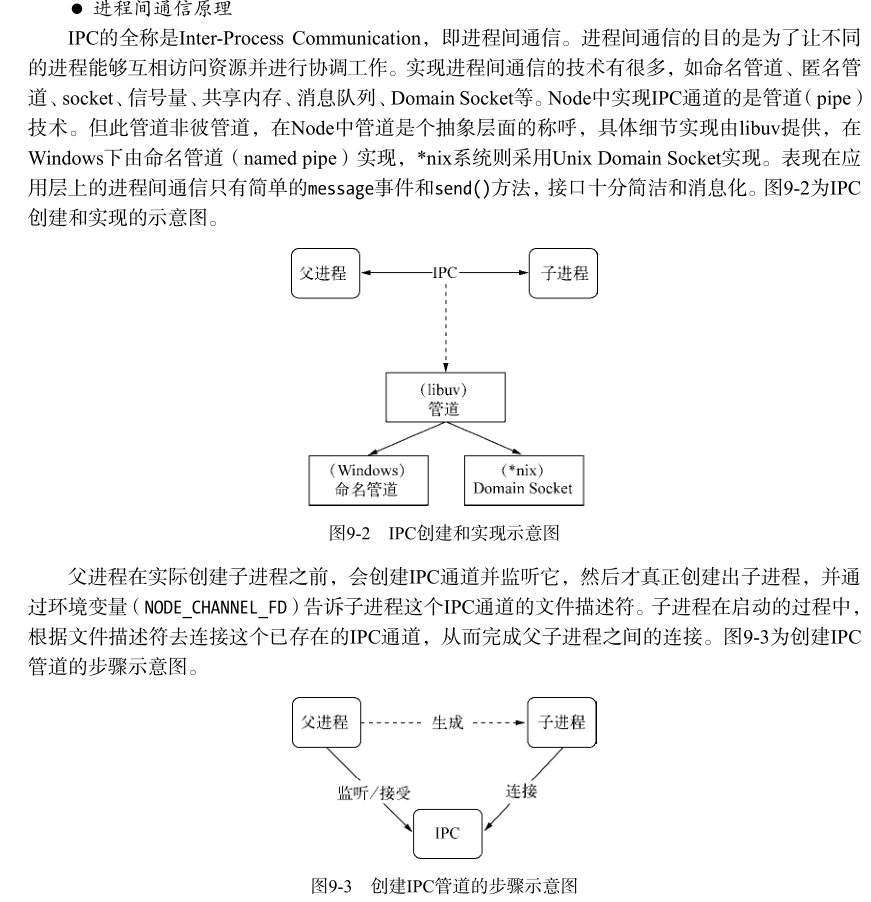 ● 进程间通信原理
IPC的全称是Inter-Process Communication，即进程间通信。进程间通信的目的是为了让不同
的进程能够互相访问资源并进行协调工作。实现进程间通信的技术有很多，如命名管道、匿名管
道、socket、信号量、共享内存、消息队列、Domain Socket等。Node中实现IPC通道的是管道（pipe）
技术。但此管道非彼管道，在Node中管道是个抽象层面的称呼，具体细节实现由libuv提供，在
Windows下由命名管道（named pipe）实现，*nix系统则采用Unix Domain Socket实现。表现在应
用层上的进程间通信只有简单的message事件和send()方法，接口十分简洁和消息化。图9-2为IPC
创建和实现的示意图。
父进程 IPC 子进程
（libuv）
管道
（Windows） （*nix）
命名管道 Domain Socket
图9-2 IPC创建和实现示意图
父进程在实际创建子进程之前，会创建IPC通道并监听它，然后才真正创建出子进程，并通
过环境变量（NODE_CHANNEL_FD）告诉子进程这个IPC通道的文件描述符。子进程在启动的过程中，
根据文件描述符去连接这个已存在的IPC通道，从而完成父子进程之间的连接。图9-3为创建IPC
管道的步骤示意图。
父进程 生成 子进程
监听/接受 连接
IPC
图9-3 创建IPC管道的步骤示意图